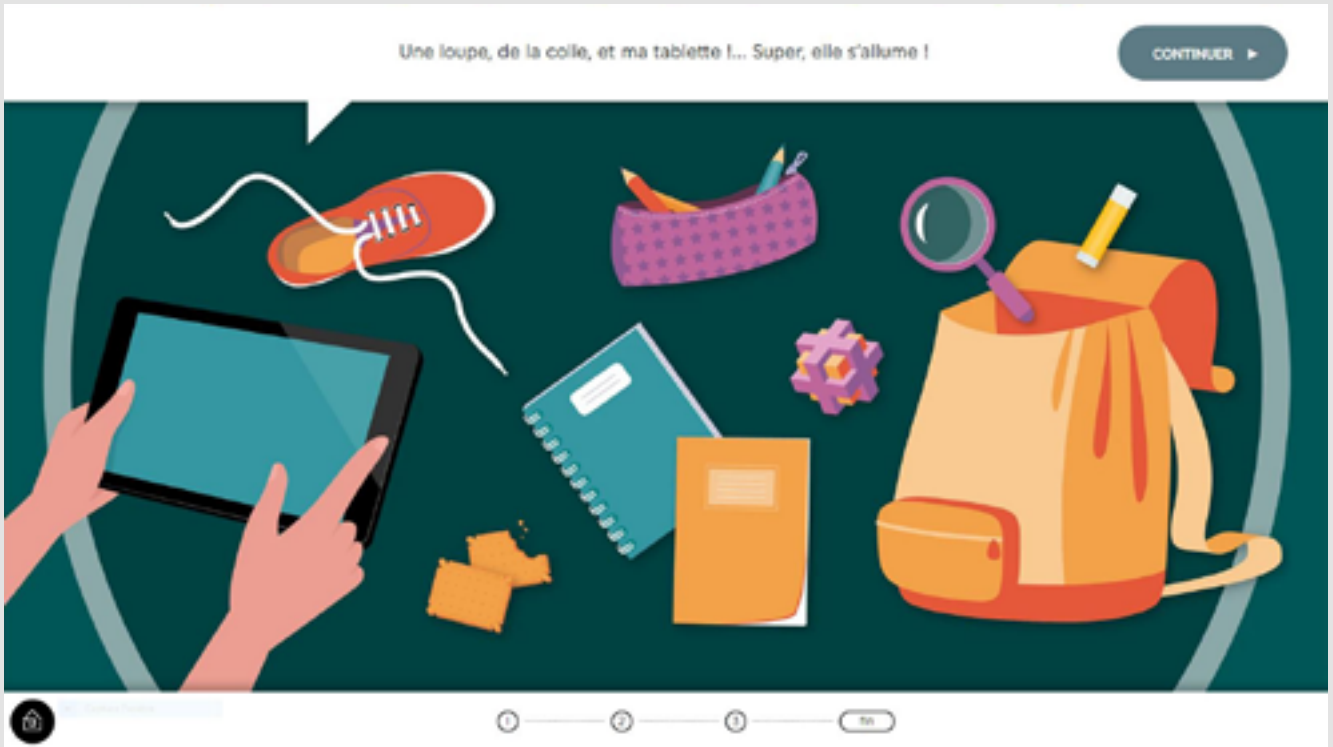 Une loupe, de la colle, et ma tablette !... Super, elle s'allume !
CONTINUER
1
2
3
fin